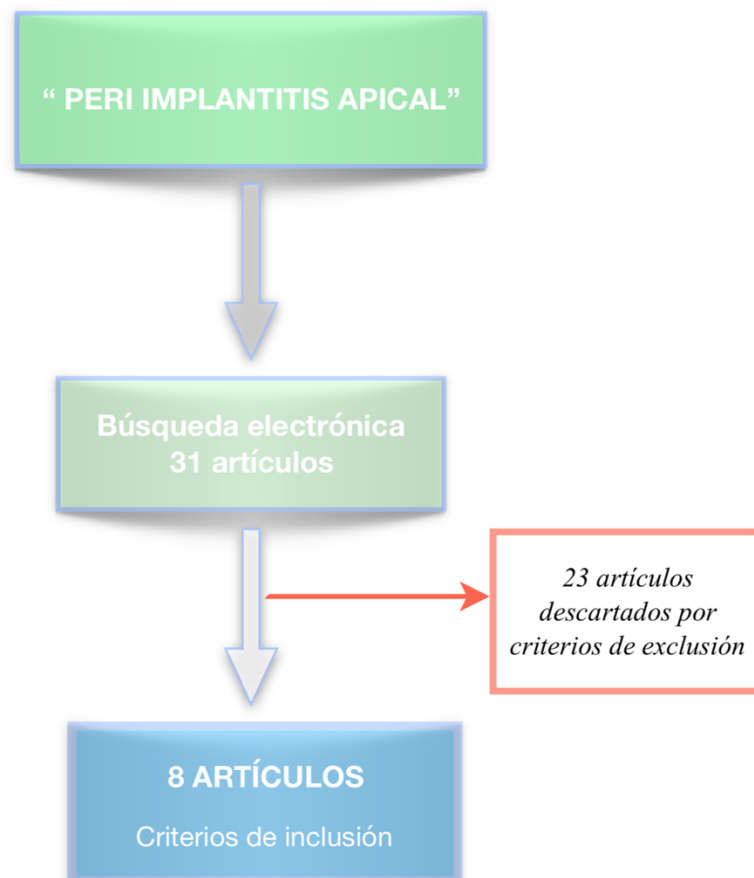 “ PERI IMPLANTITIS APICAL”
Búsqueda electrónica
31 artículos
23 artículos
descartados por
criterios de exclusión
8 ARTÍCULOS
Criterios de inclusión